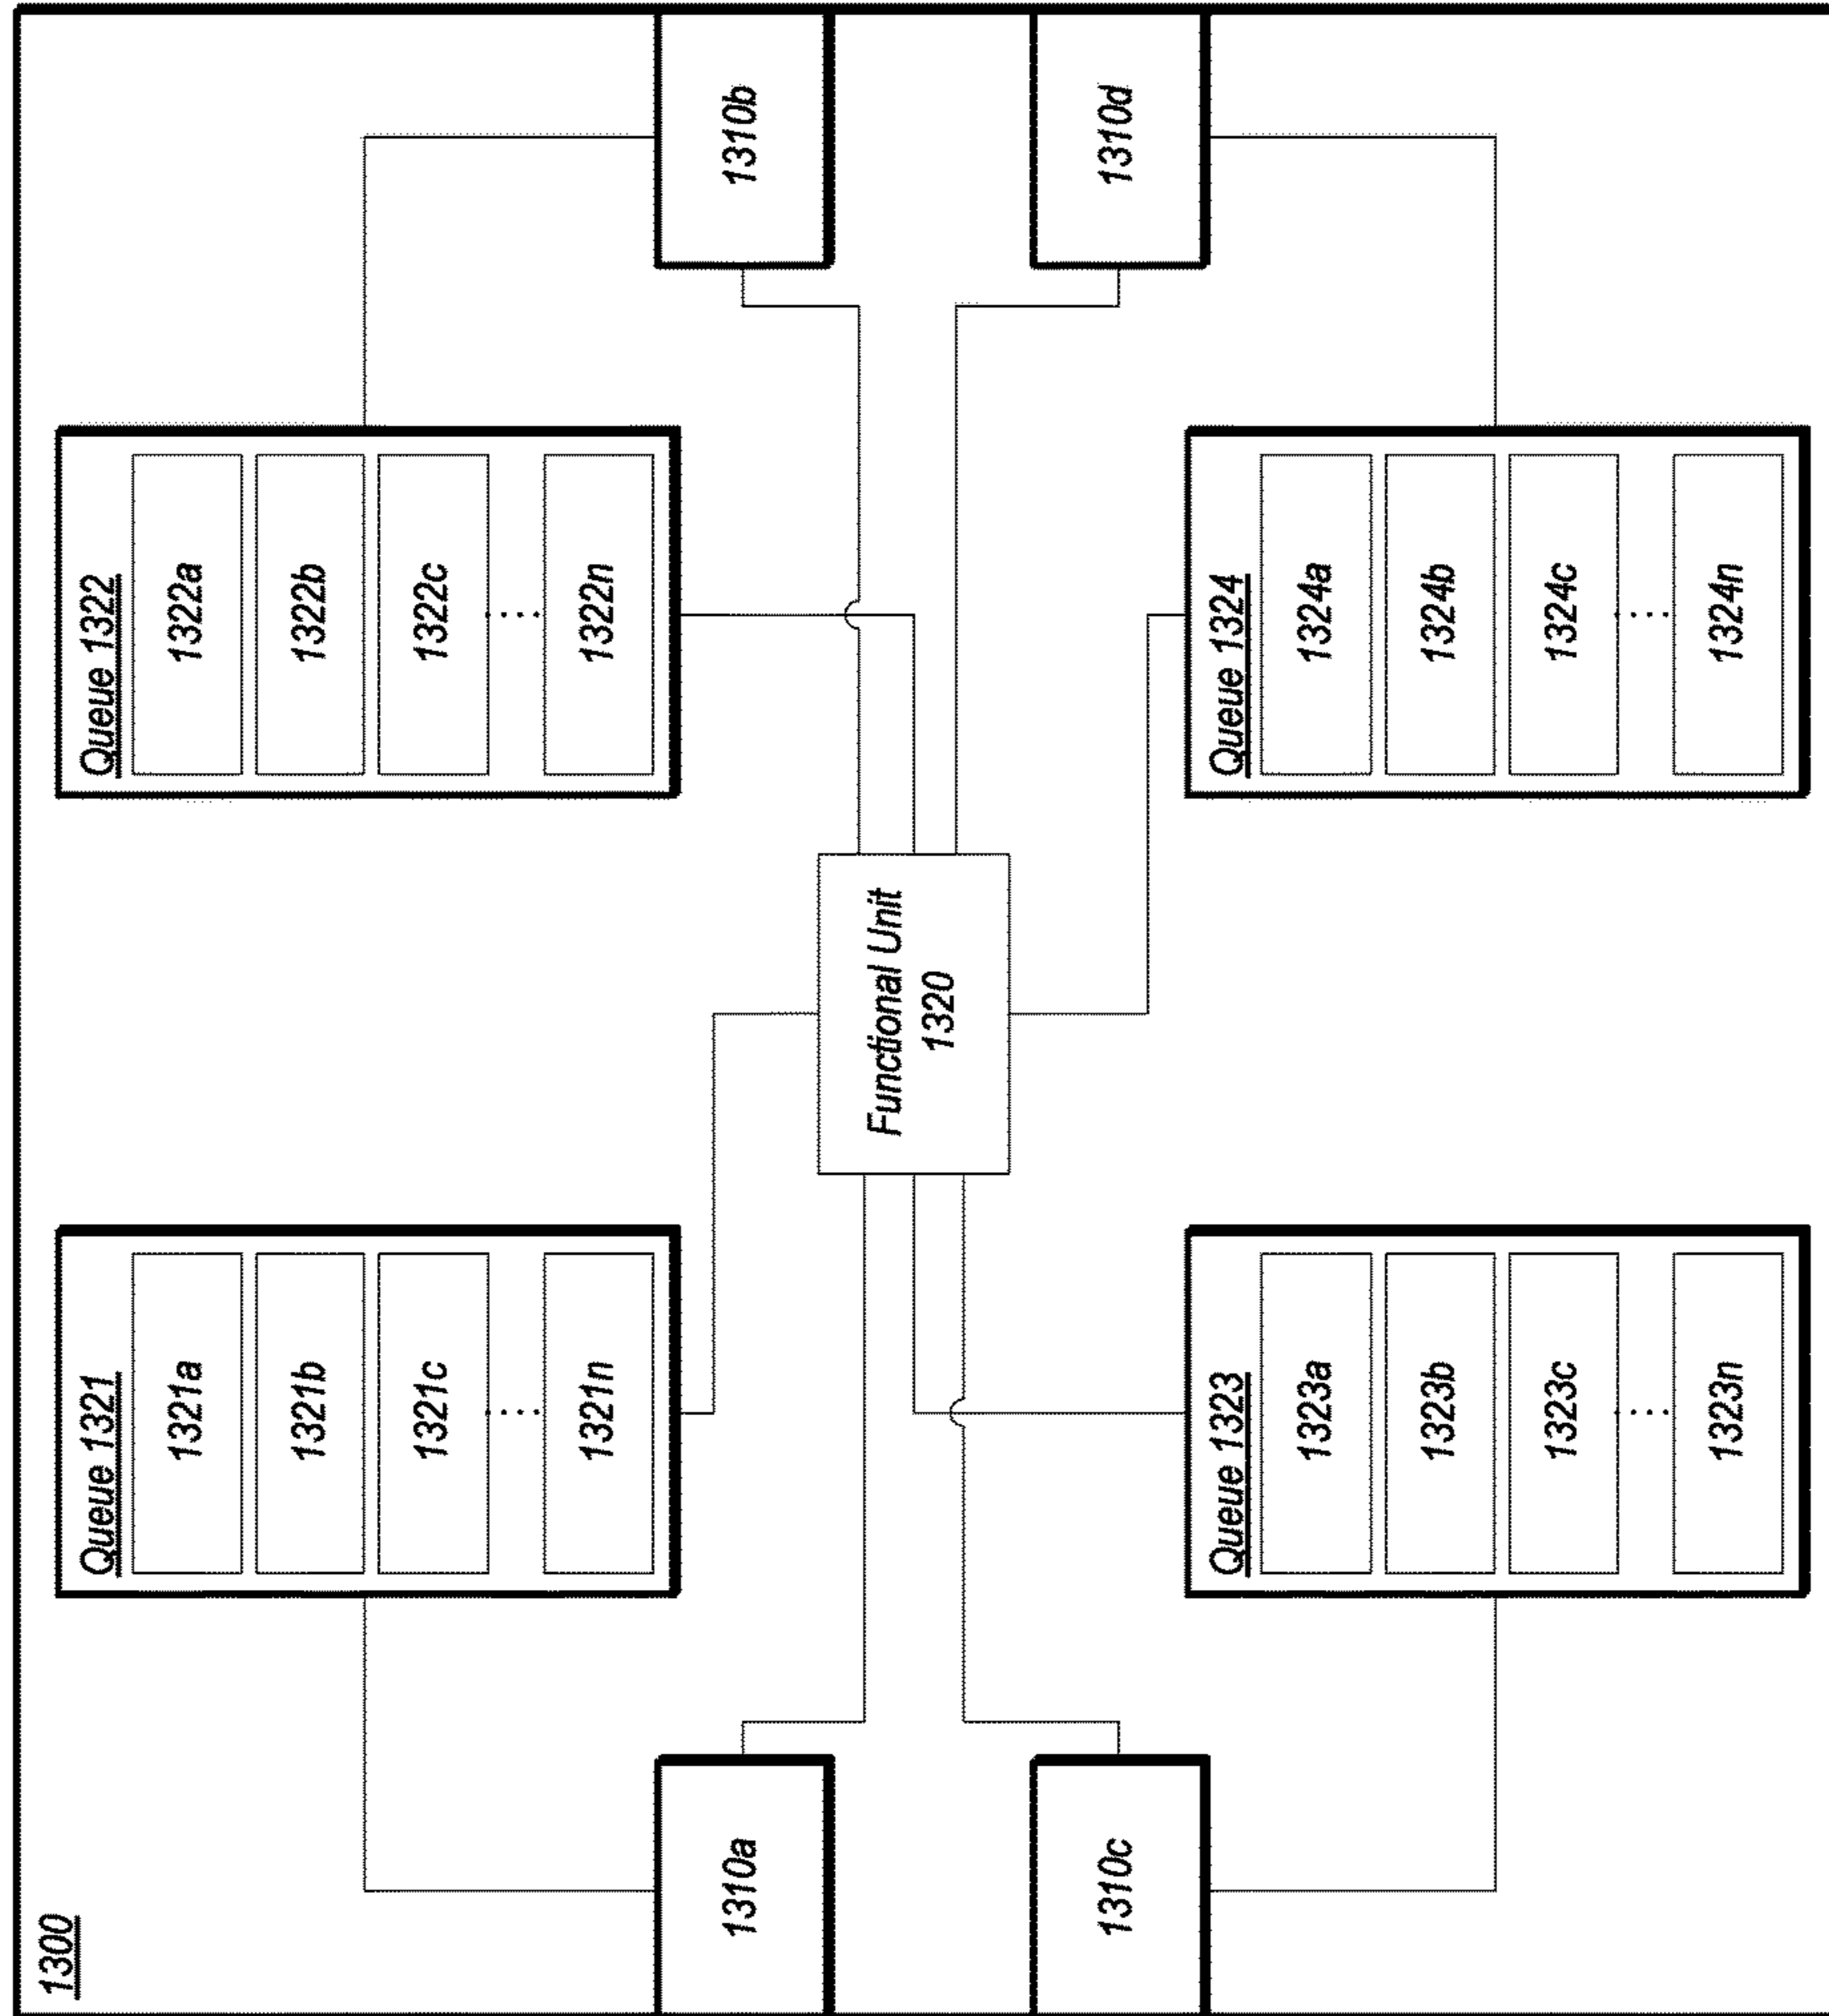 1300
Queue 1321
1321a
1321b
1321c
. . . .
1321n
Queue 1322
1322a
1322b
1322c
. . . .
1322n
1310a
1310b
Functional Unit
1320
1310c
1310d
Queue 1323
1323a
1323b
1323c
. . . .
1323n
Queue 1324
1324a
1324b
1324c
. . . .
1324n